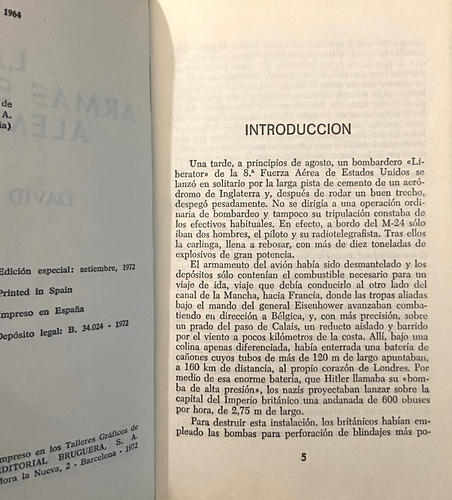 1964
de
A.
ia)
Edición especial: setiembre, 1972
Printed in Spain
Impreso en España
Depósito legal: B. 34.024 - 1972
mpreso en los Talleres Gráficos de
EDITORIAL BRUGUERA, S. A.
Mora la Nueva, 2 - Barcelona - 1972
INTRODUCCION
Una tarde, a principios de agosto, un bombardero «Li-
berator» de la 8.ª Fuerza Aérea de Estados Unidos se
lanzó en solitario por la larga pista de cemento de un aeró-
dromo de Inglaterra y, después de rodar un buen trecho,
despegó pesadamente. No se dirigía a una operación ordi-
naria de bombardeo y tampoco su tripulación constaba de
los efectivos habituales. En efecto, a bordo del M-24 sólo
iban dos hombres, el piloto y su radiotelegrafista. Tras ellos
la carlinga, llena a rebosar, con más de diez toneladas de
explosivos de gran potencia.
El armamento del avión había sido desmantelado y los
depósitos sólo contenían el combustible necesario para un
viaje de ida, viaje que debía conducirlo al otro lado del
canal de la Mancha, hacia Francia, donde las tropas aliadas
bajo el mando del general Eisenhower avanzaban comba-
tiendo en dirección a Bélgica, y, con más precisión, sobre
un prado del paso de Calais, un reducto aislado y barrido
por el viento a pocos kilómetros de la costa. Allí, bajo una
colina apenas diferenciada, había enterrada una batería de
cañones cuyos tubos de más de 120 m de largo apuntaban,
a 160 km de distancia, al propio corazón de Londres. Por
medio de esa enorme batería, que Hitler llamaba su «bom-
ba de alta presión», los nazis proyectaban lanzar sobre la
capital del Imperio británico una andanada de 600 obuses
por hora, de 2,75 m de largo.
Para destruir esta instalación, los británicos habían em-
pleado las bombas para perforación de blindajes más po-
5